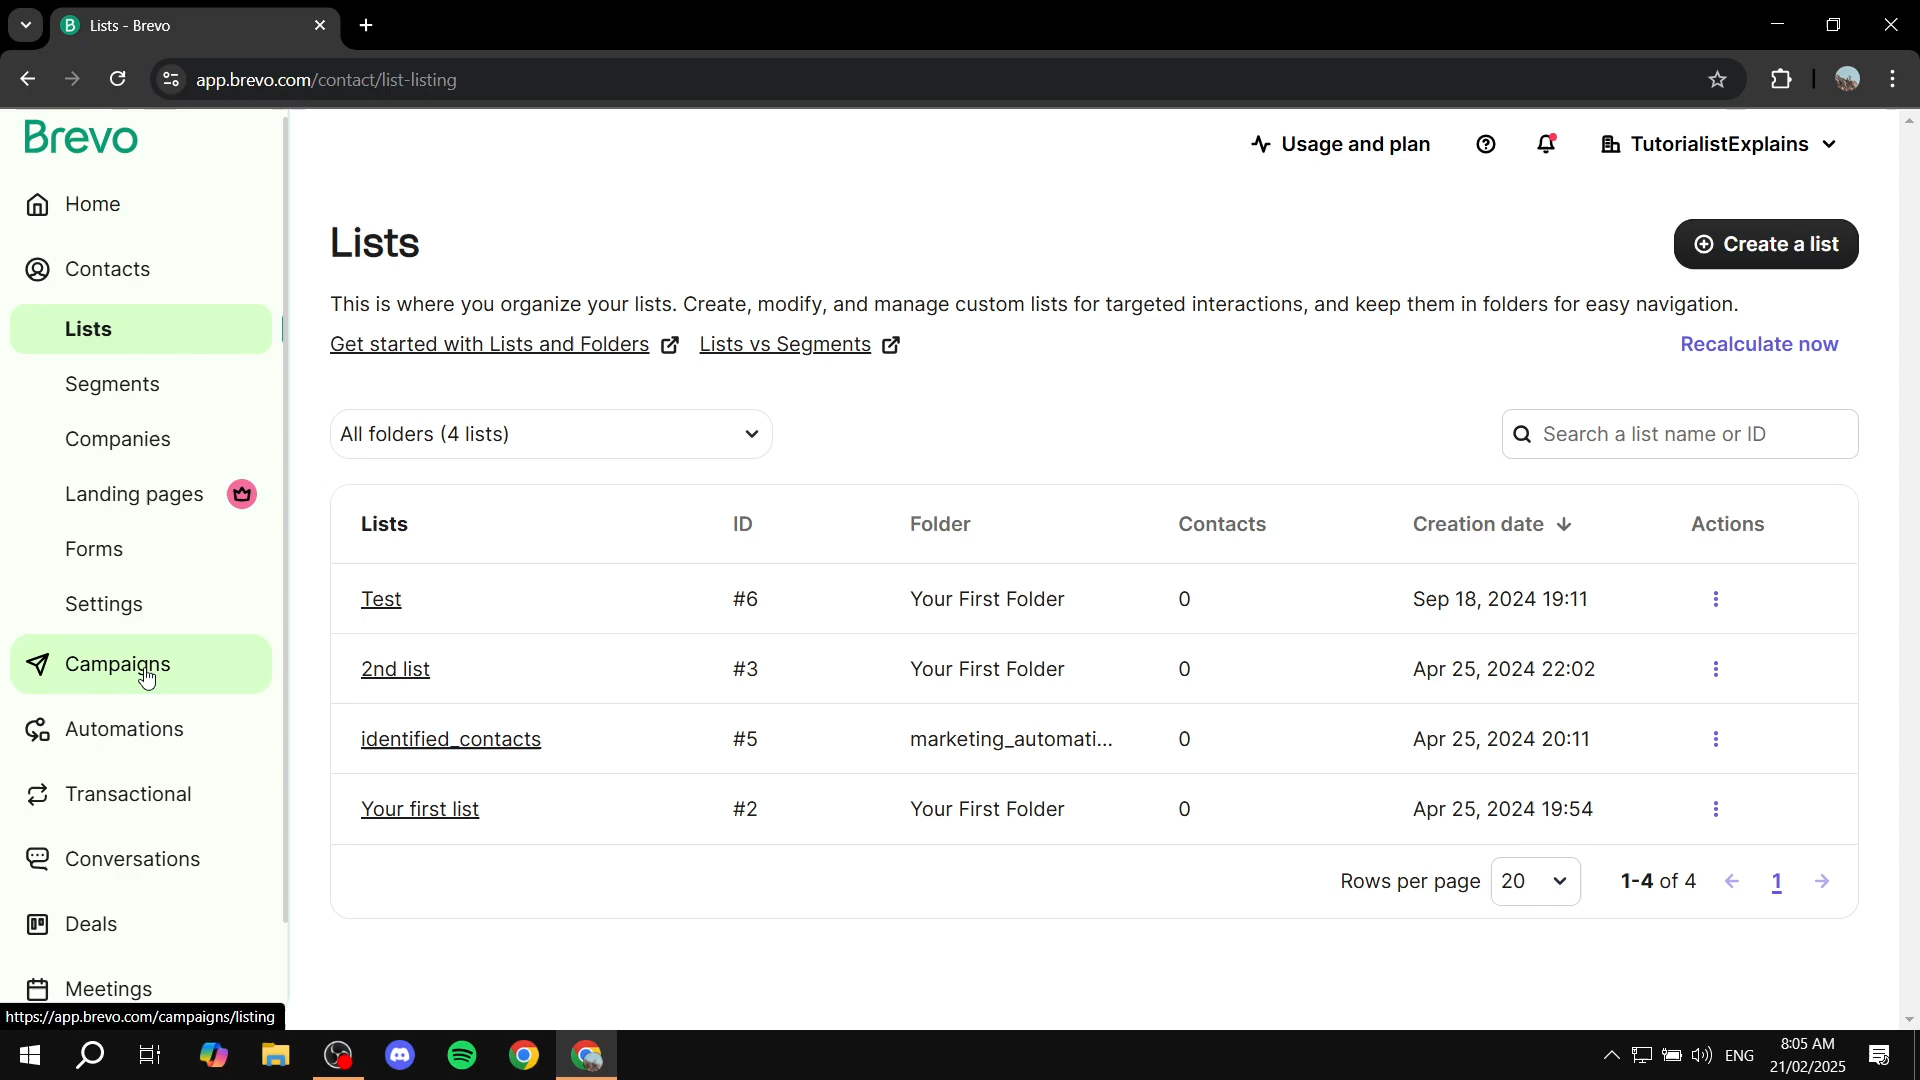 Lists - Brevo
app.brevo.com/contact/list-listing
Brevo
Usage and plan
TutorialistExplains
Home
Contacts
Lists
Segments
Companies
Landing pages
Forms
Settings
Campaigns
Automations
Transactional
Conversations
Deals
Meetings
Lists
Create a list
This is where you organize your lists. Create, modify, and manage custom lists for targeted interactions, and keep them in folders for easy navigation.
Get started with Lists and Folders Lists vs Segments Recalculate now
All folders (4 lists) Search a list name or ID
Lists ID Folder Contacts Creation date Actions
Test #6 Your First Folder 0 Sep 18, 2024 19:11
2nd list #3 Your First Folder 0 Apr 25, 2024 22:02
identified_contacts #5 marketing_automati... 0 Apr 25, 2024 20:11
Your first list #2 Your First Folder 0 Apr 25, 2024 19:54
Rows per page 20 1-4 of 4 1
https://app.brevo.com/campaigns/listing
ENG
8:05 AM
21/02/2025